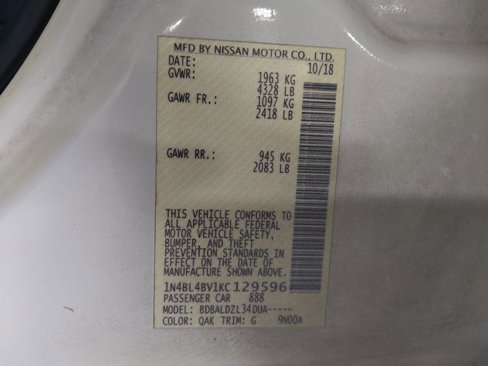 MFD BY NISSAN MOTOR CO., LTD.
DATE: 10/18
GVWR: 1963 KG
4328 LB
GAWR FR.: 1097 KG
2418 LB
GAWR RR.: 945 KG
2083 LB
THIS VEHICLE CONFORMS TO
ALL APPLICABLE FEDERAL
MOTOR VEHICLE SAFETY,
BUMPER, AND THEFT
PREVENTION STANDARDS IN
EFFECT ON THE DATE OF
MANUFACTURE SHOWN ABOVE.
1N4BL4BV1KC129596
PASSENGER CAR 888
MODEL: BDBALDZL34DUA-----
COLOR: QAK TRIM: G 9N00A